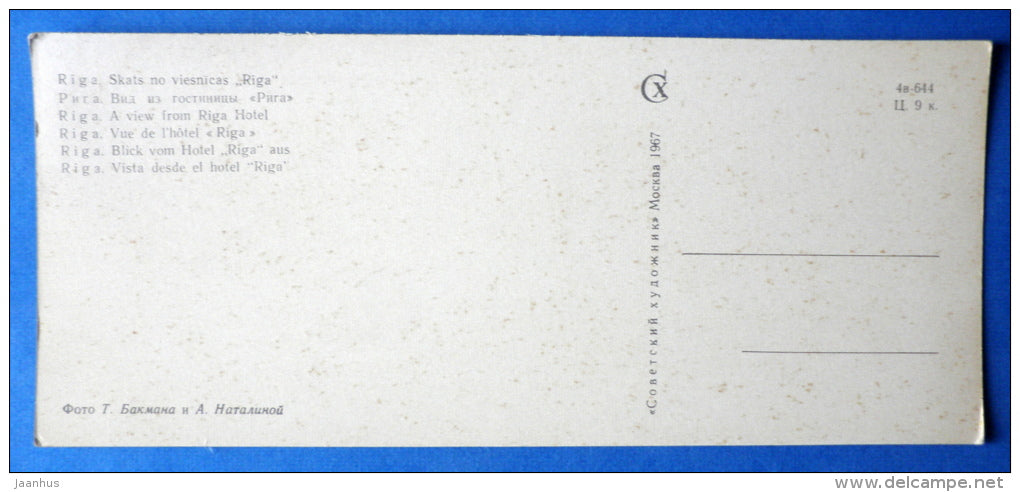 Rīga. Skats no viesnīcas „Rīga“
Рига. Вид из гостиницы «Рига»
Riga. A view from Riga Hotel
Riga. Vue de l'hôtel «Riga»
Riga. Blick vom Hotel „Riga“ aus
Riga. Vista desde el hotel “Riga”
Фото Т. Бакмана и А. Наталиной
«Советский художник» Москва 1967
СХ
4в-644
Ц. 9 к.
Jaanhus
www.delcampe.net